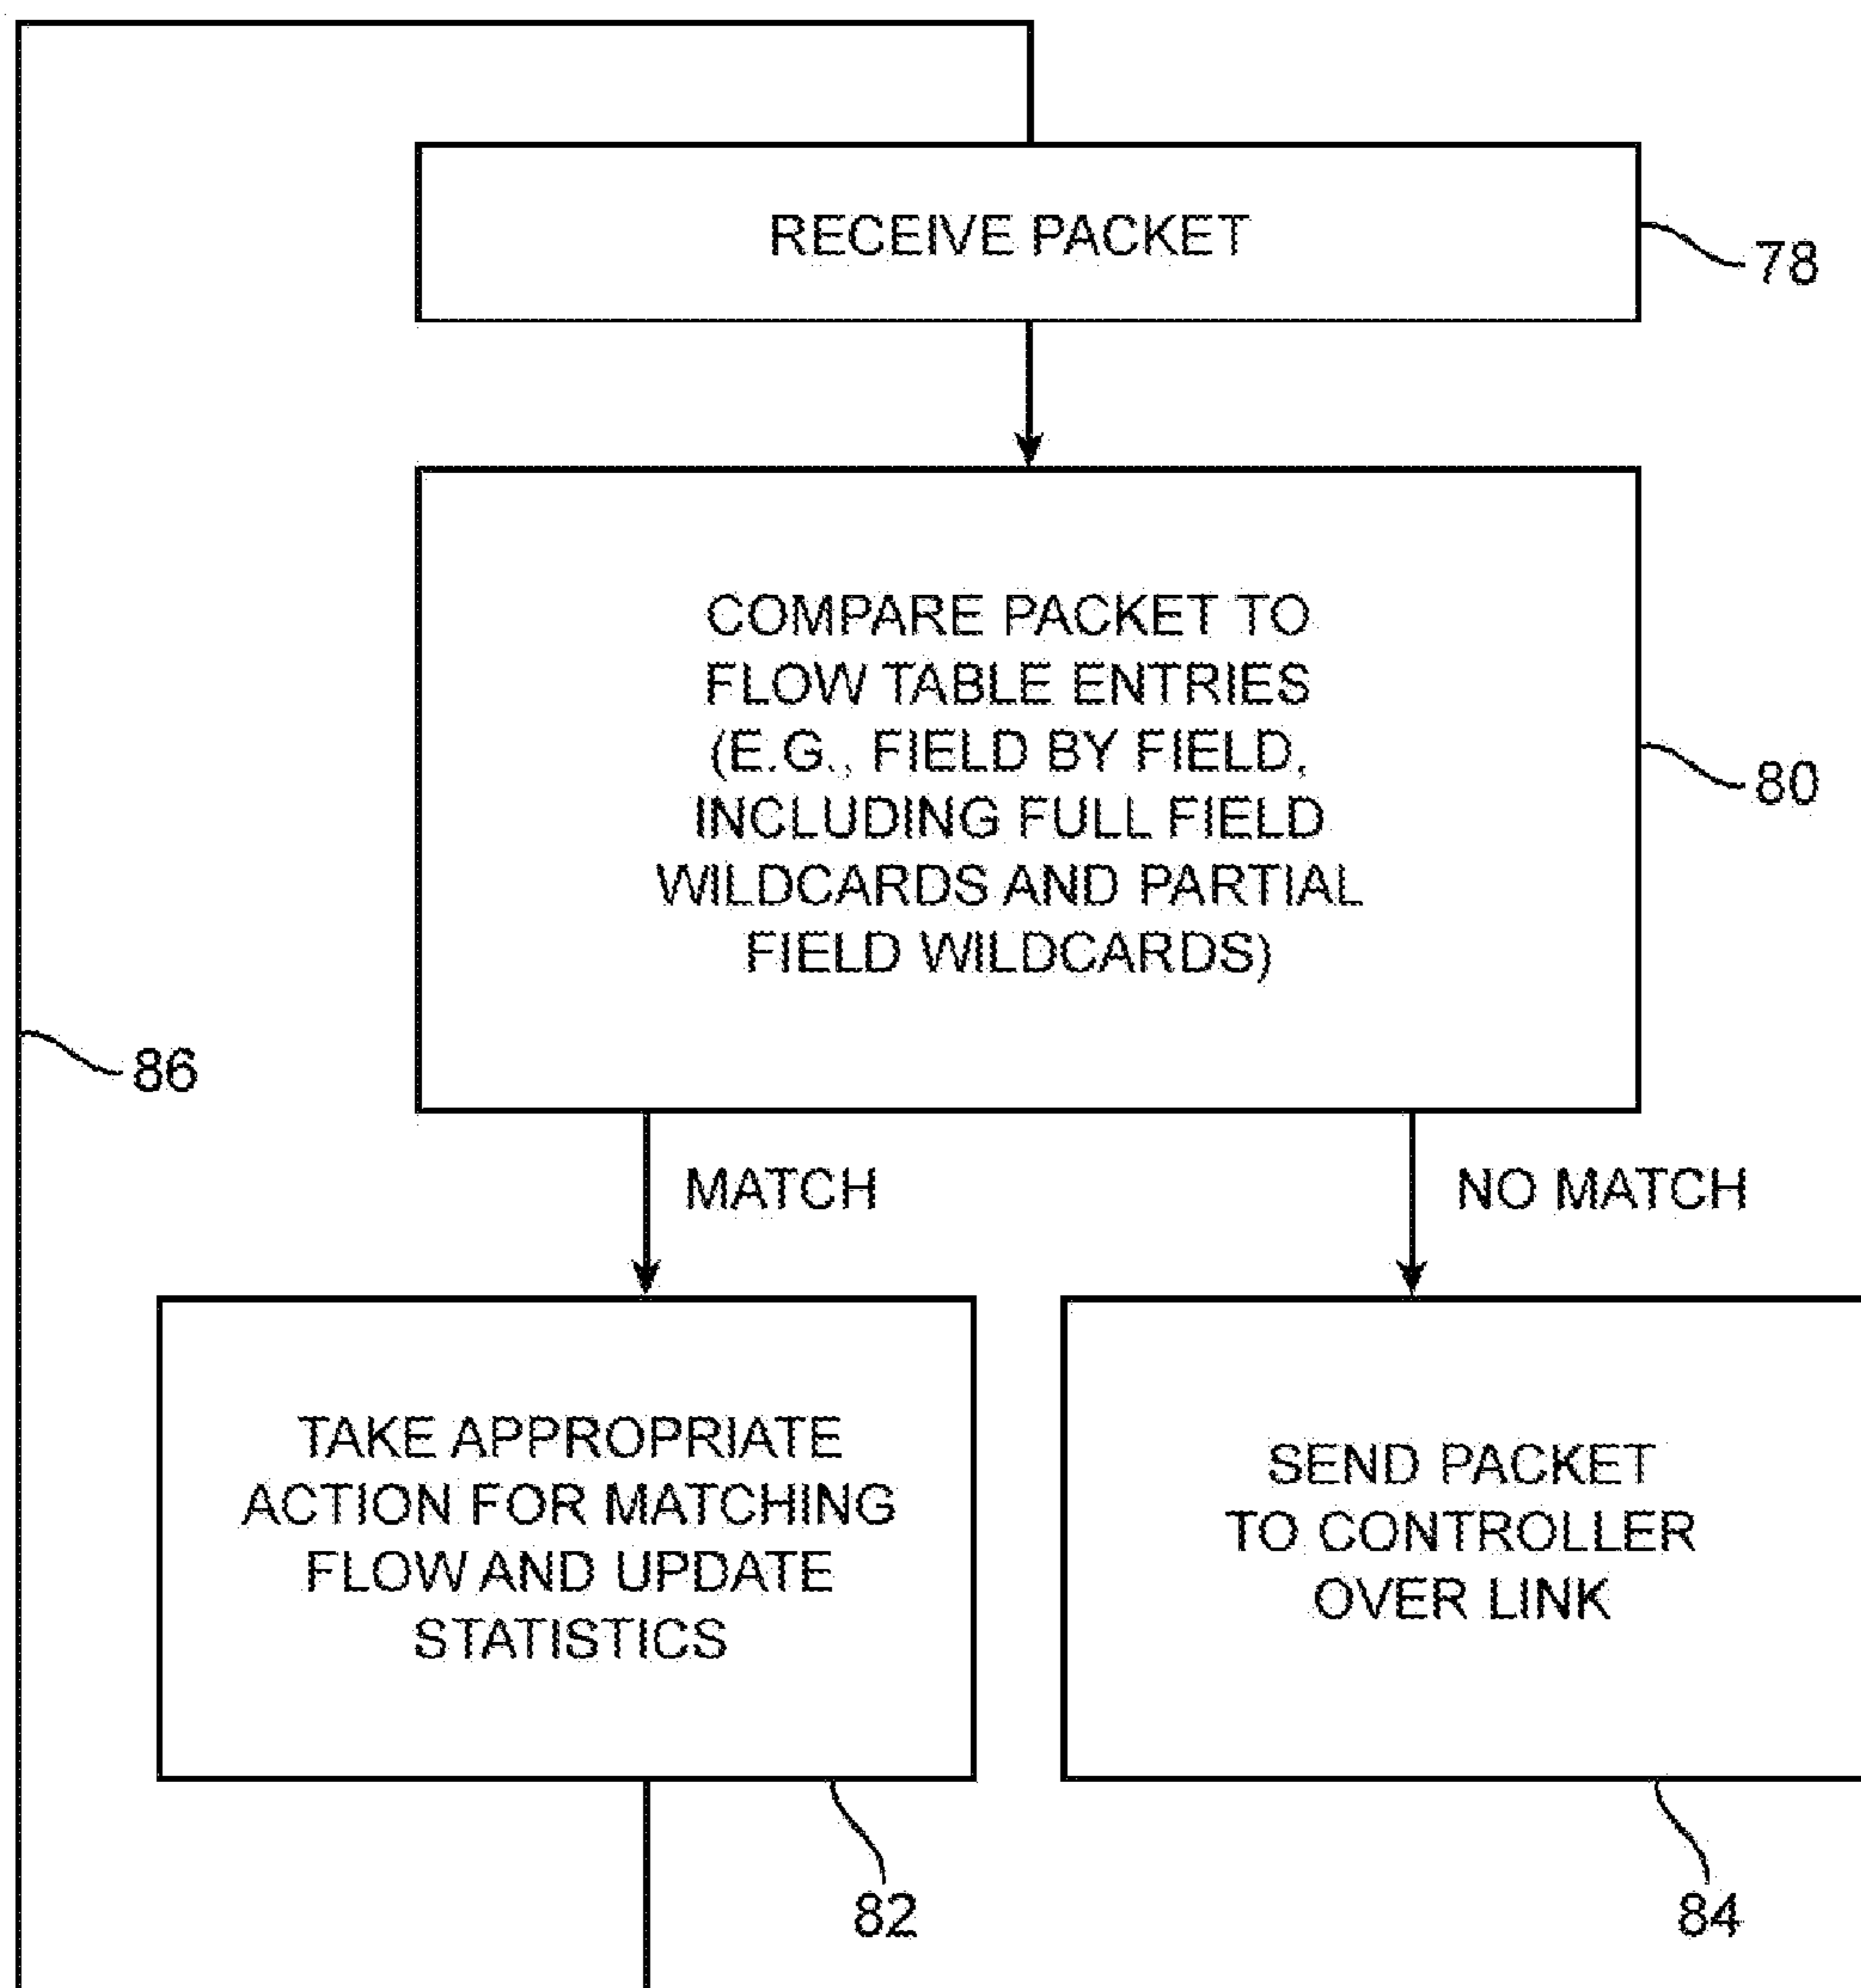 RECEIVE PACKET
78
COMPARE PACKET TO
FLOW TABLE ENTRIES
(E.G., FIELD BY FIELD,
INCLUDING FULL FIELD
WILDCARDS AND PARTIAL
FIELD WILDCARDS)
80
86
MATCH
NO MATCH
TAKE APPROPRIATE
ACTION FOR MATCHING
FLOW AND UPDATE
STATISTICS
SEND PACKET
TO CONTROLLER
OVER LINK
82
84